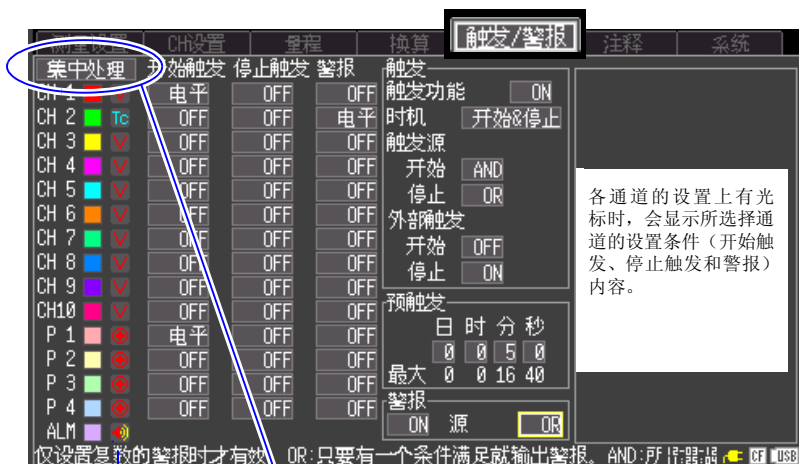 测量设置 CH设置 量程 换算 触发/警报 注释 系统
集中处理 开始触发 停止触发 警报
CH 1 V 电平 OFF OFF
CH 2 Tc OFF OFF 电平
CH 3 V OFF OFF OFF
CH 4 V OFF OFF OFF
CH 5 V OFF OFF OFF
CH 6 V OFF OFF OFF
CH 7 V OFF OFF OFF
CH 8 V OFF OFF OFF
CH 9 V OFF OFF OFF
CH10 V OFF OFF OFF
P 1 电平 OFF OFF
P 2 OFF OFF OFF
P 3 OFF OFF OFF
P 4 OFF OFF OFF
ALM
触发
触发功能 ON
时机 开始&停止
触发源
开始 AND
停止 OR
外部触发
开始 OFF
停止 ON
预触发
日 时 分 秒
0 0 5 0
最大 0 0 16 40
警报
ON 源 OR
各通道的设置上有光
标时，会显示所选择通
道的设置条件（开始触
发、停止触发和警报）
内容。
仅设置复数的警报时才有效 OR:只要有一个条件满足就输出警报。AND:所 CF USB